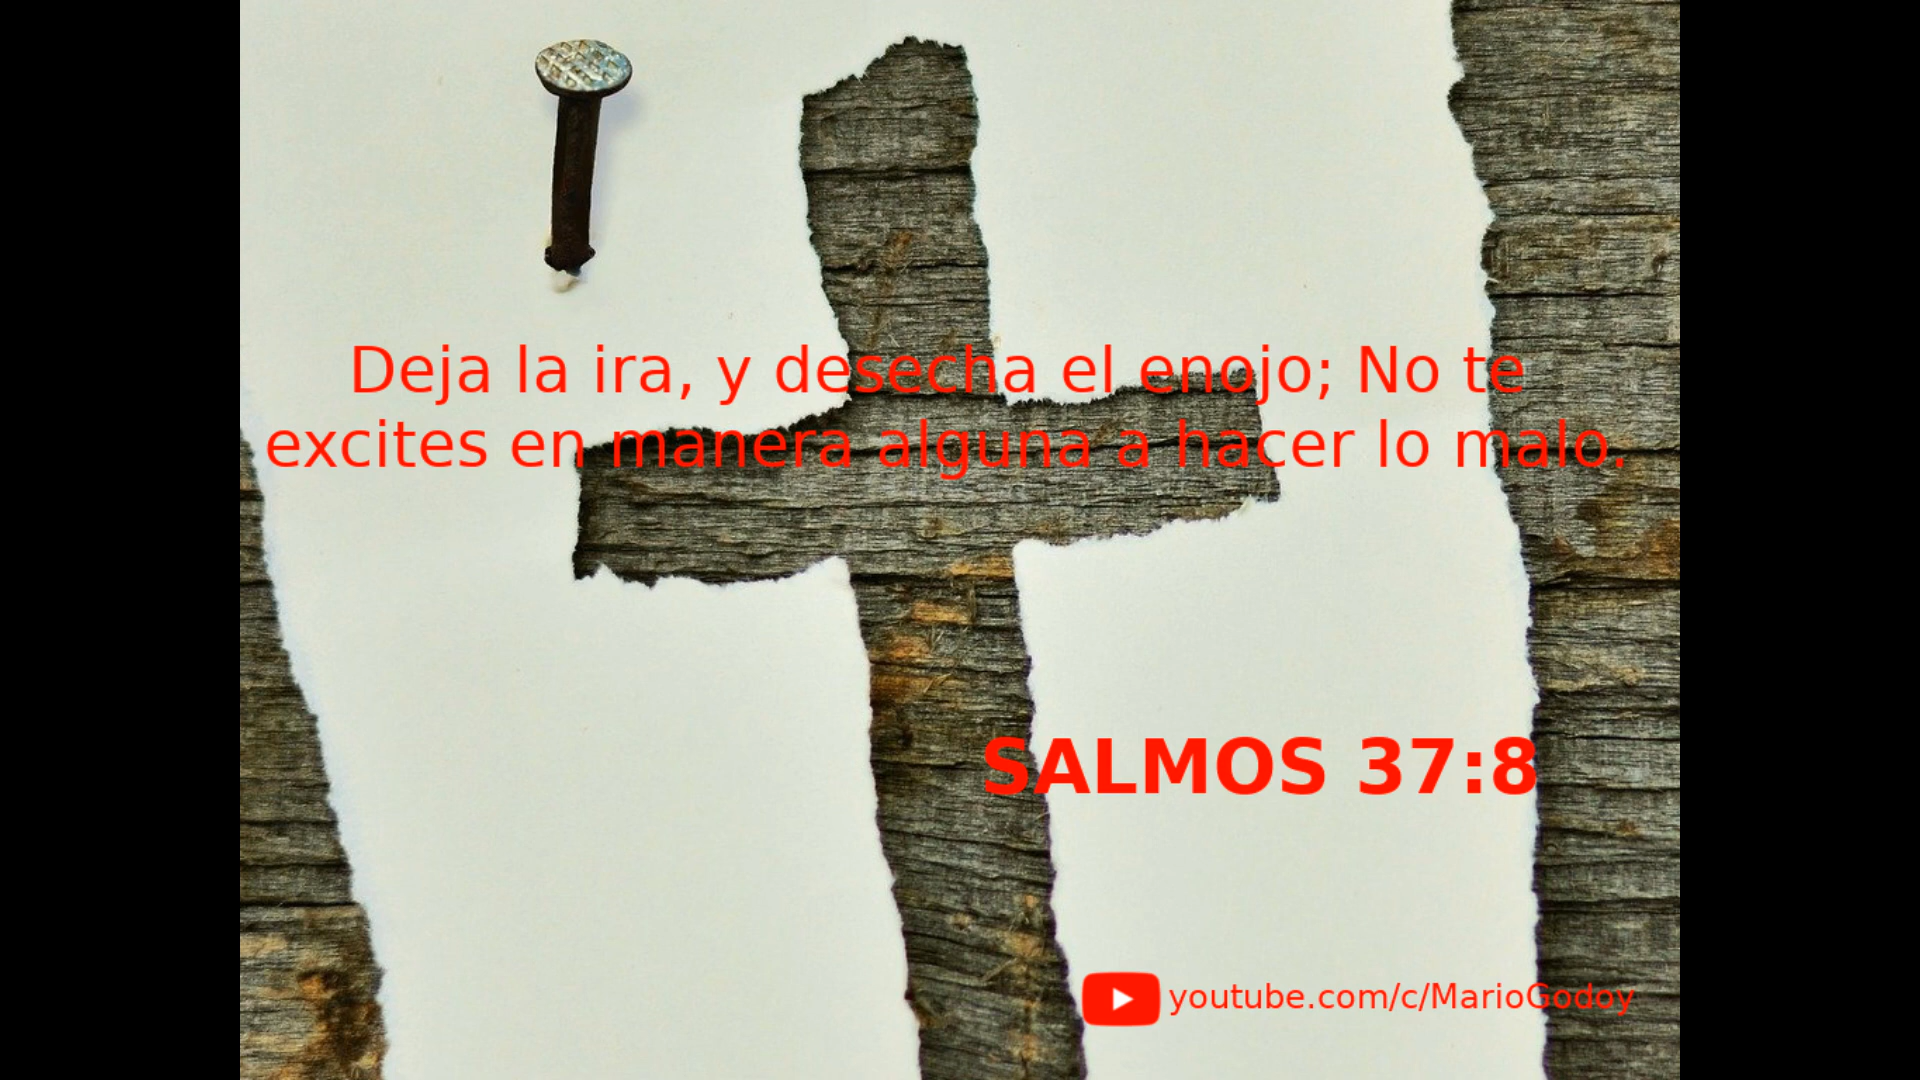 Deja la ira, y desecha el enojo; No te
excites en manera alguna a hacer lo malo.
SALMOS 37:8
youtube.com/c/MarioGodoy